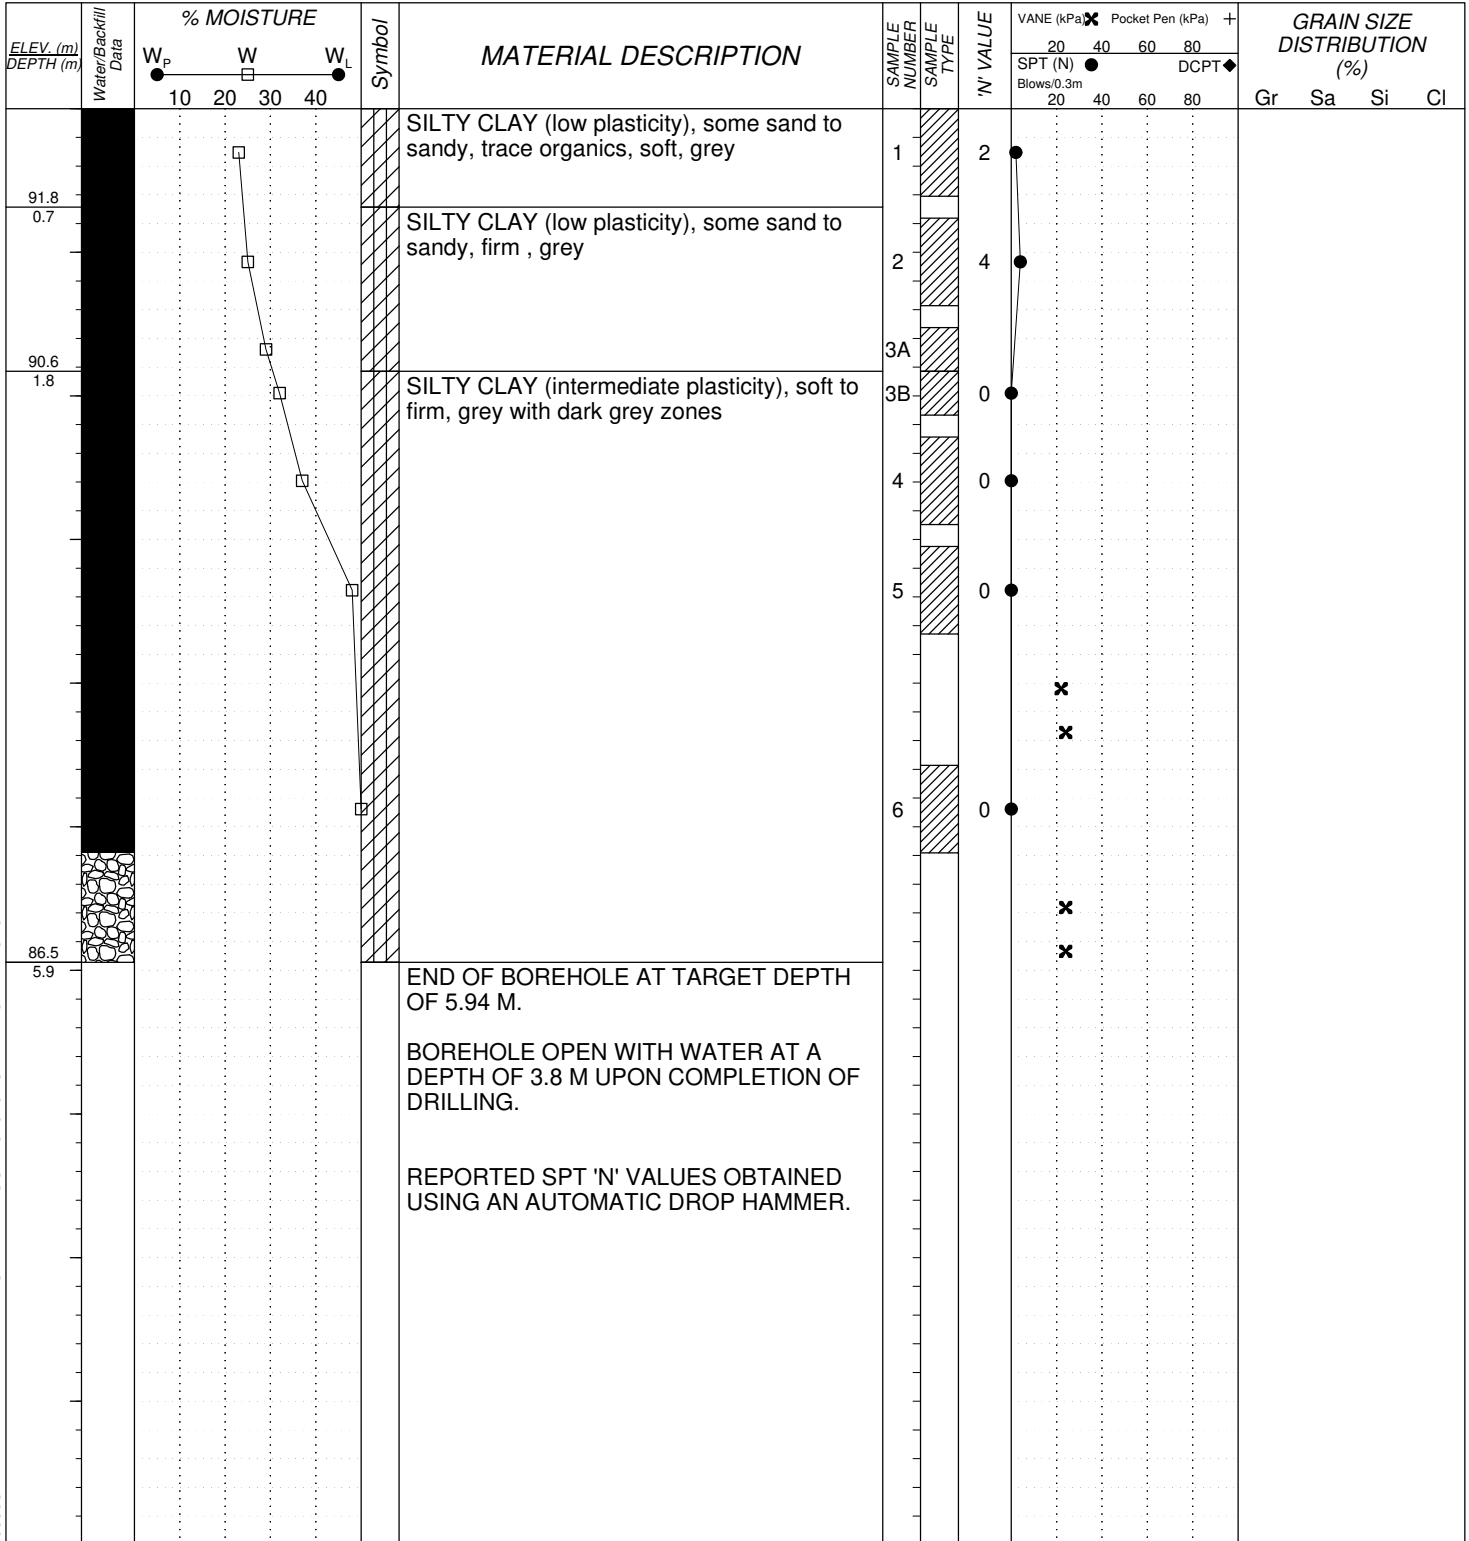 ELEV. (m)
DEPTH (m)
Water/Backfill
Data
% MOISTURE
WP W WL
10 20 30 40
Symbol
MATERIAL DESCRIPTION
SAMPLE
NUMBER
SAMPLE
TYPE
'N' VALUE
VANE (kPa) Pocket Pen (kPa)
20 40 60 80
SPT (N) DCPT
Blows/0.3m
20 40 60 80
GRAIN SIZE
DISTRIBUTION
(%)
Gr Sa Si Cl
SILTY CLAY (low plasticity), some sand to
sandy, trace organics, soft, grey
1 2
91.8
0.7
SILTY CLAY (low plasticity), some sand to
sandy, firm , grey
2 4
3A
90.6
1.8
SILTY CLAY (intermediate plasticity), soft to
firm, grey with dark grey zones
3B 0
4 0
5 0
6 0
86.5
5.9
END OF BOREHOLE AT TARGET DEPTH
OF 5.94 M.
BOREHOLE OPEN WITH WATER AT A
DEPTH OF 3.8 M UPON COMPLETION OF
DRILLING.
REPORTED SPT 'N' VALUES OBTAINED
USING AN AUTOMATIC DROP HAMMER.